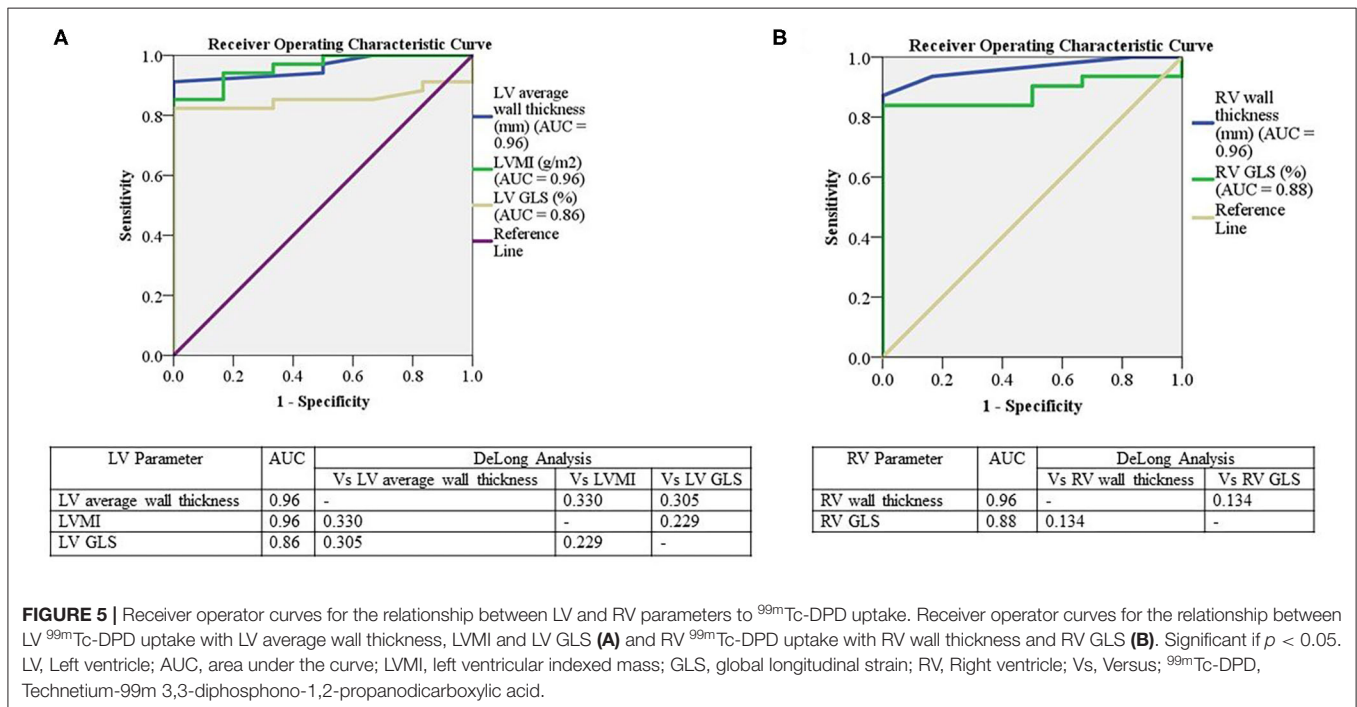 A
Receiver Operating Characteristic Curve
1.0
0.8
0.6
0.4
0.2
0.0
Sensitivity
0.0 0.2 0.4 0.6 0.8 1.0
1 - Specificity
LV average
wall thickness
(mm) (AUC =
0.96)
LVMI (g/m2)
(AUC = 0.96)
LV GLS (%)
(AUC = 0.86)
Reference
Line
B
Receiver Operating Characteristic Curve
1.0
0.8
0.6
0.4
0.2
0.0
Sensitivity
0.0 0.2 0.4 0.6 0.8 1.0
1 - Specificity
RV wall
thickness
(mm) (AUC =
0.96)
RV GLS (%)
(AUC = 0.88)
Reference
Line
LV Parameter AUC DeLong Analysis
Vs LV average wall thickness Vs LVMI Vs LV GLS
LV average wall thickness 0.96 - 0.330 0.305
LVMI 0.96 0.330 - 0.229
LV GLS 0.86 0.305 0.229 -
RV Parameter AUC DeLong Analysis
Vs RV wall thickness Vs RV GLS
RV wall thickness 0.96 - 0.134
RV GLS 0.88 0.134 -
FIGURE 5 | Receiver operator curves for the relationship between LV and RV parameters to ⁹⁹ᵐTc-DPD uptake. Receiver operator curves for the relationship between
LV ⁹⁹ᵐTc-DPD uptake with LV average wall thickness, LVMI and LV GLS (A) and RV ⁹⁹ᵐTc-DPD uptake with RV wall thickness and RV GLS (B). Significant if p < 0.05.
LV, Left ventricle; AUC, area under the curve; LVMI, left ventricular indexed mass; GLS, global longitudinal strain; RV, Right ventricle; Vs, Versus; ⁹⁹ᵐTc-DPD,
Technetium-99m 3,3-diphosphono-1,2-propanodicarboxylic acid.